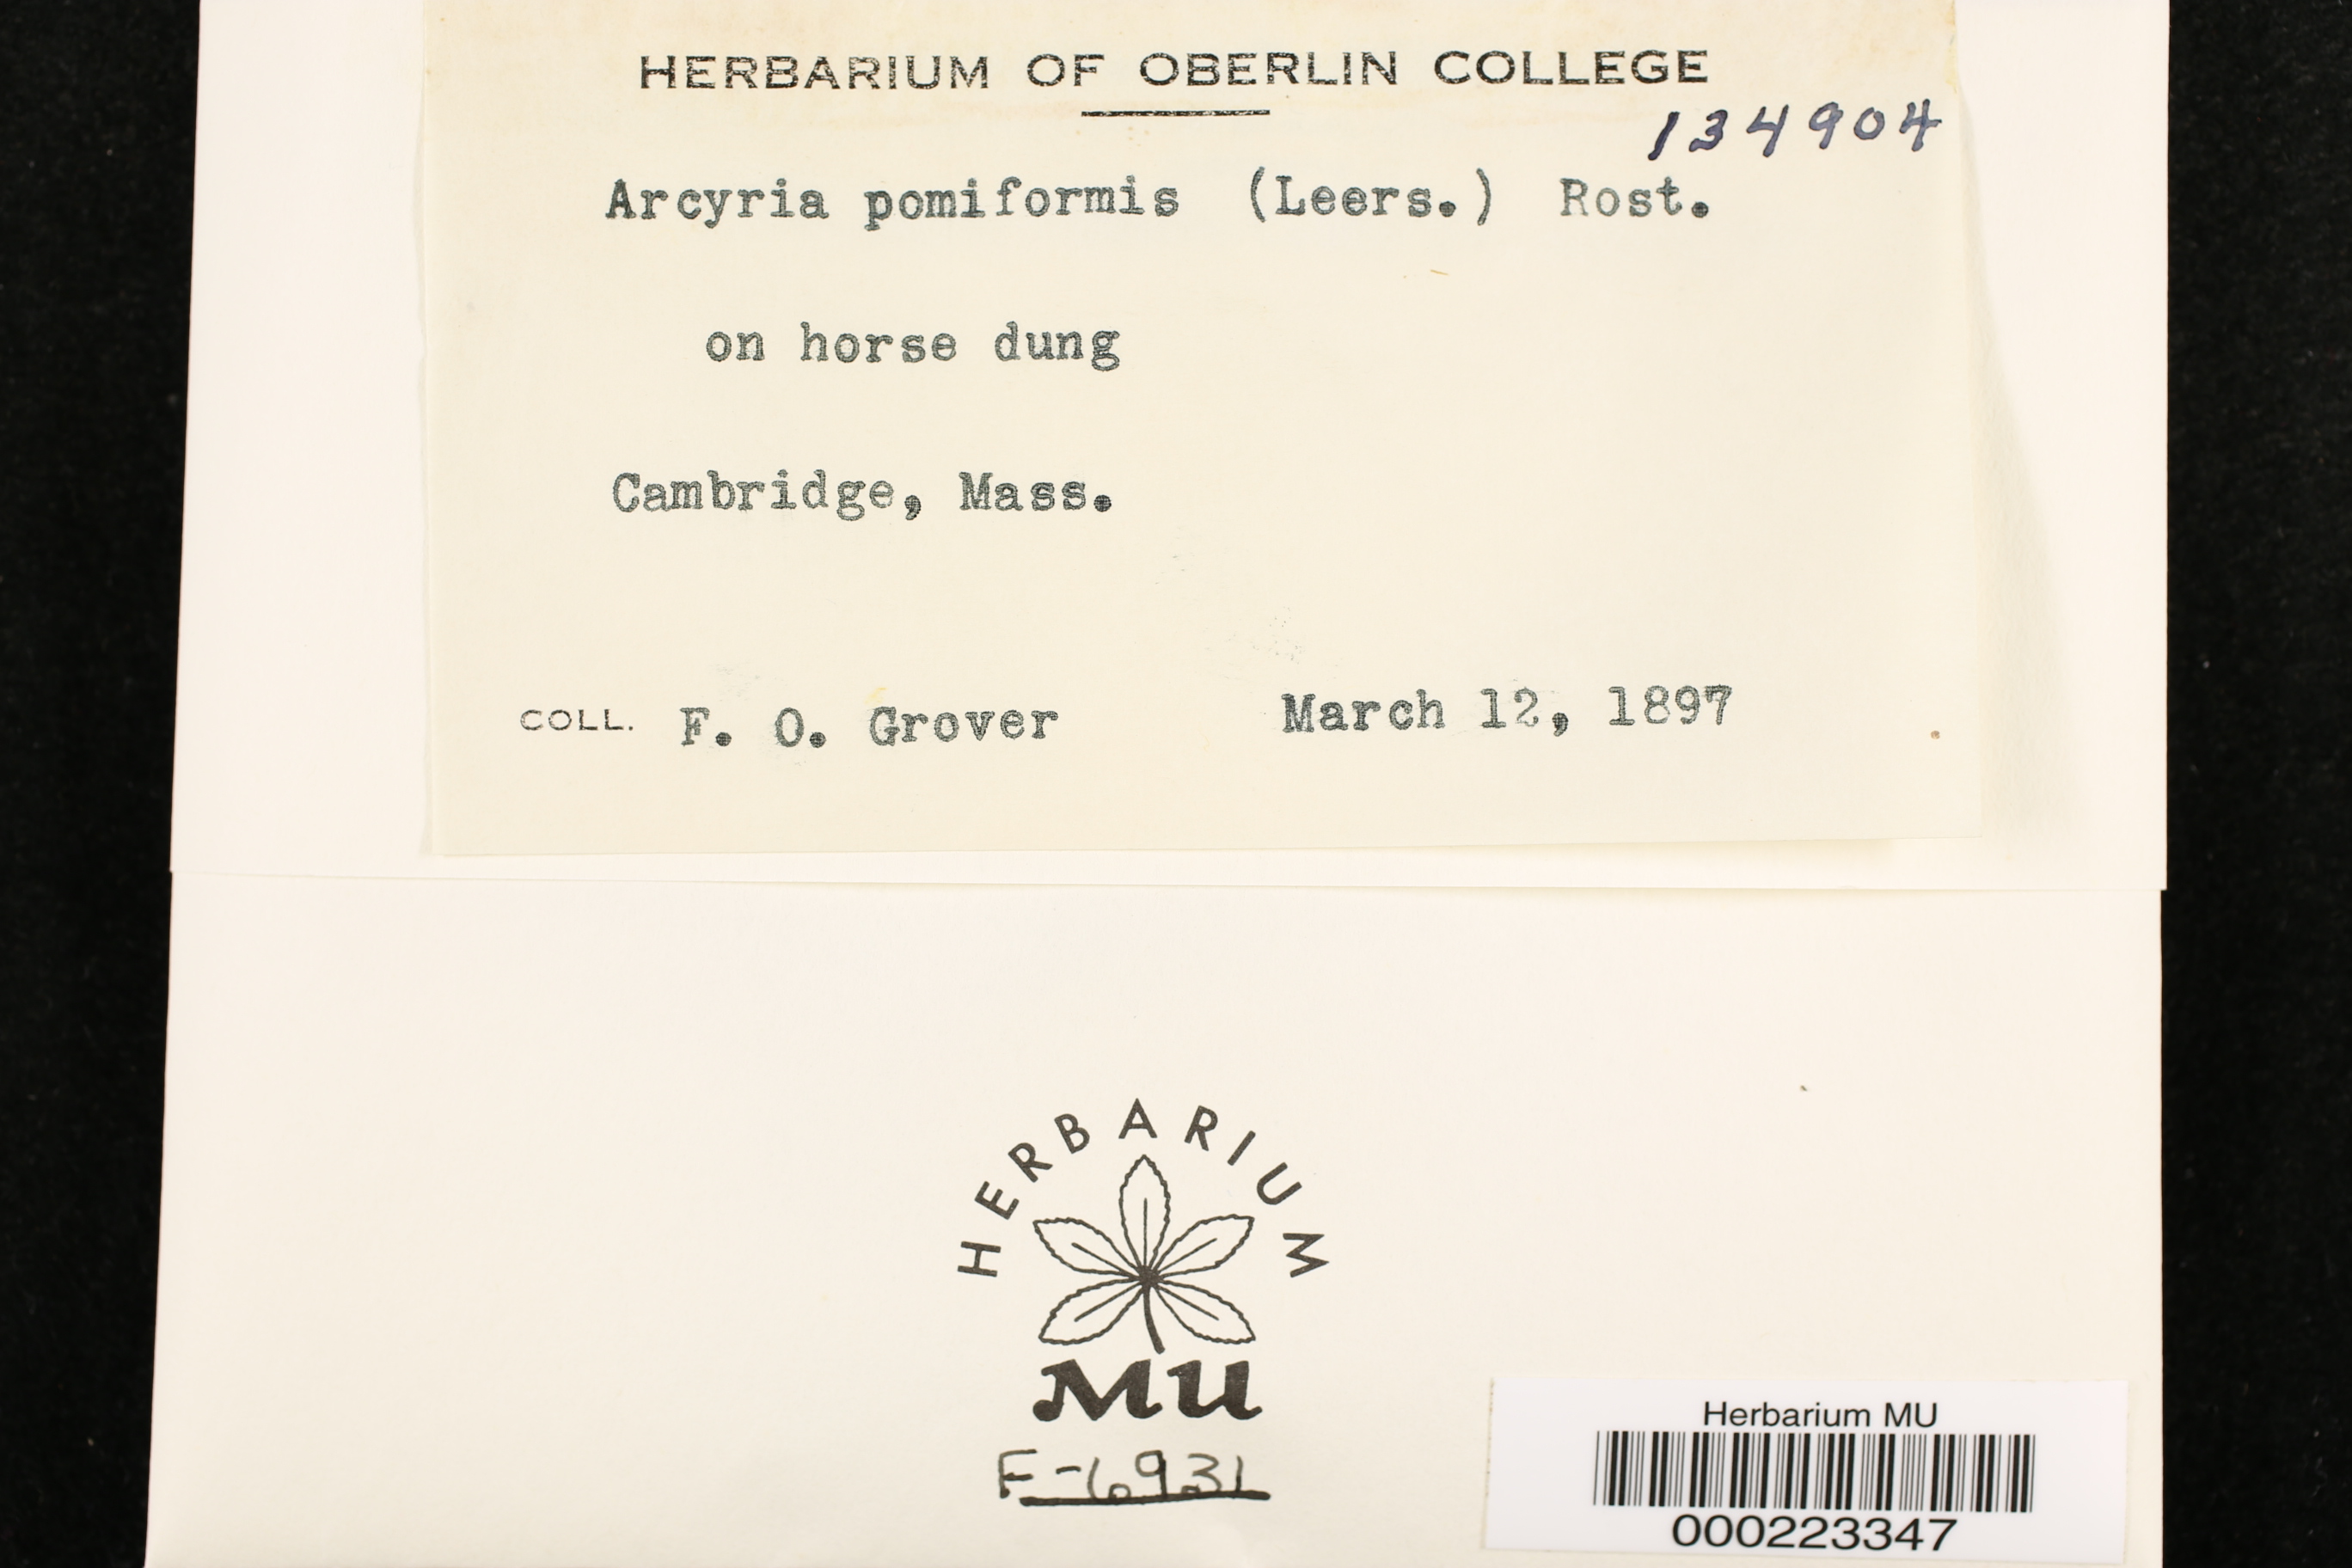 HERBARIUM OF OBERLIN COLLEGE
134904
Arcyria pomiformis (Leers.) Rost.
on horse dung
Cambridge, Mass.
COLL. F. O. Grover March 12, 1897
HERBARIUM
MU
F-6931
Herbarium MU
000223347